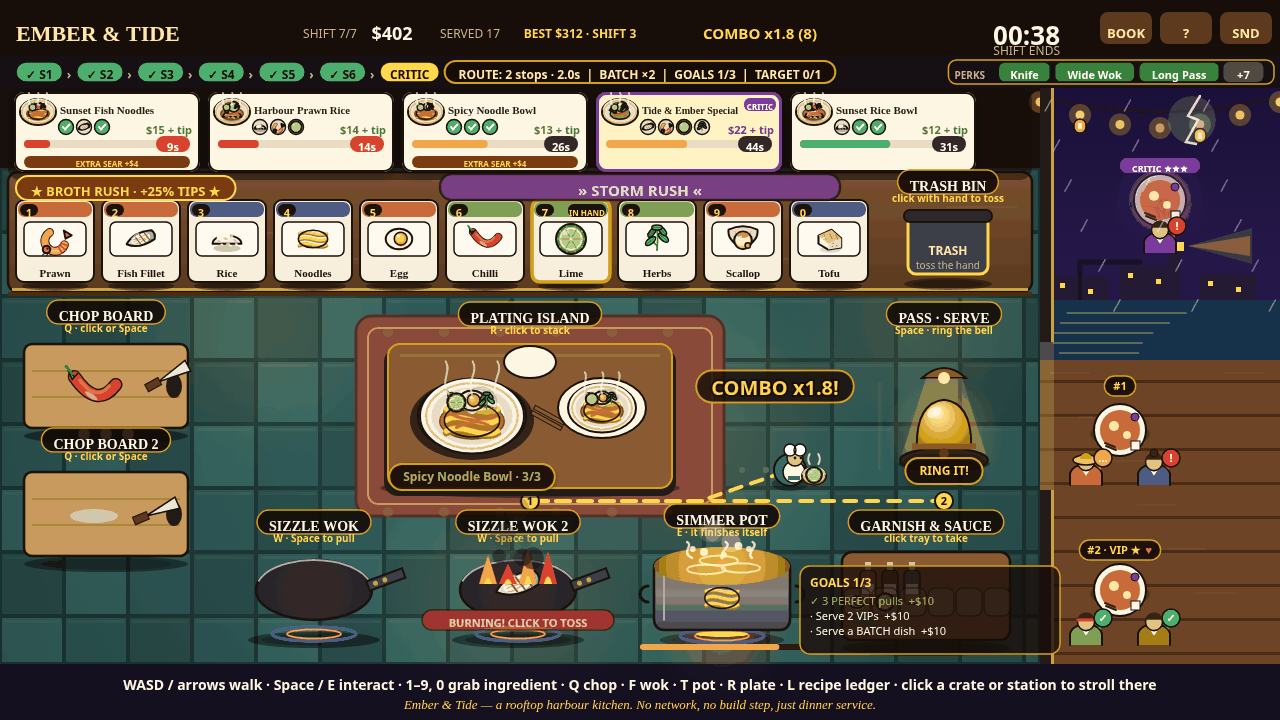 EMBER & TIDE
SHIFT 7/7 $402 SERVED 17 BEST $312 · SHIFT 3 COMBO x1.8 (8)
00:38
SHIFT ENDS
BOOK ? SND
✓ S1 › ✓ S2 › ✓ S3 › ✓ S4 › ✓ S5 › ✓ S6 › CRITIC
ROUTE: 2 stops · 2.0s | BATCH ×2 | GOALS 1/3 | TARGET 0/1
PERKS Knife Wide Wok Long Pass +7
Sunset Fish Noodles
$15 + tip
9s
EXTRA SEAR +$4
Harbour Prawn Rice
$14 + tip
14s
Spicy Noodle Bowl
$13 + tip
26s
EXTRA SEAR +$4
Tide & Ember Special
CRITIC
$22 + tip
44s
Sunset Rice Bowl
$12 + tip
31s
★ BROTH RUSH · +25% TIPS ★
» STORM RUSH «
TRASH BIN
click with hand to toss
TRASH
toss the hand
1 Prawn
2 Fish Fillet
3 Rice
4 Noodles
5 Egg
6 Chilli
7 IN HAND Lime
8 Herbs
9 Scallop
0 Tofu
CRITIC ★★★
!
CHOP BOARD
Q · click or Space
CHOP BOARD 2
Q · click or Space
PLATING ISLAND
R · click to stack
Spicy Noodle Bowl · 3/3
COMBO x1.8!
PASS · SERVE
Space · ring the bell
RING IT!
1
2
SIZZLE WOK
W · Space to pull
SIZZLE WOK 2
W · Space to pull
BURNING! CLICK TO TOSS
SIMMER POT
E · it finishes itself
GARNISH & SAUCE
click tray to take
GOALS 1/3
✓ 3 PERFECT pulls +$10
· Serve 2 VIPs +$10
· Serve a BATCH dish +$10
#1
... !
#2 · VIP ★ ♥
✓ ✓
WASD / arrows walk · Space / E interact · 1–9, 0 grab ingredient · Q chop · F wok · T pot · R plate · L recipe ledger · click a crate or station to stroll there
Ember & Tide — a rooftop harbour kitchen. No network, no build step, just dinner service.